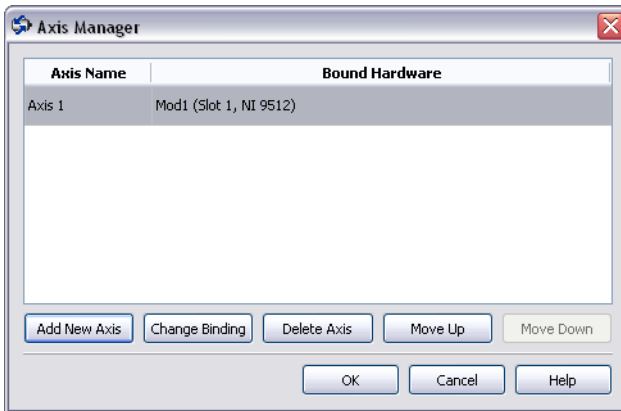 Axis Manager
Axis Name Bound Hardware
Axis 1 Mod1 (Slot 1, NI 9512)
Add New Axis Change Binding Delete Axis Move Up Move Down
OK Cancel Help